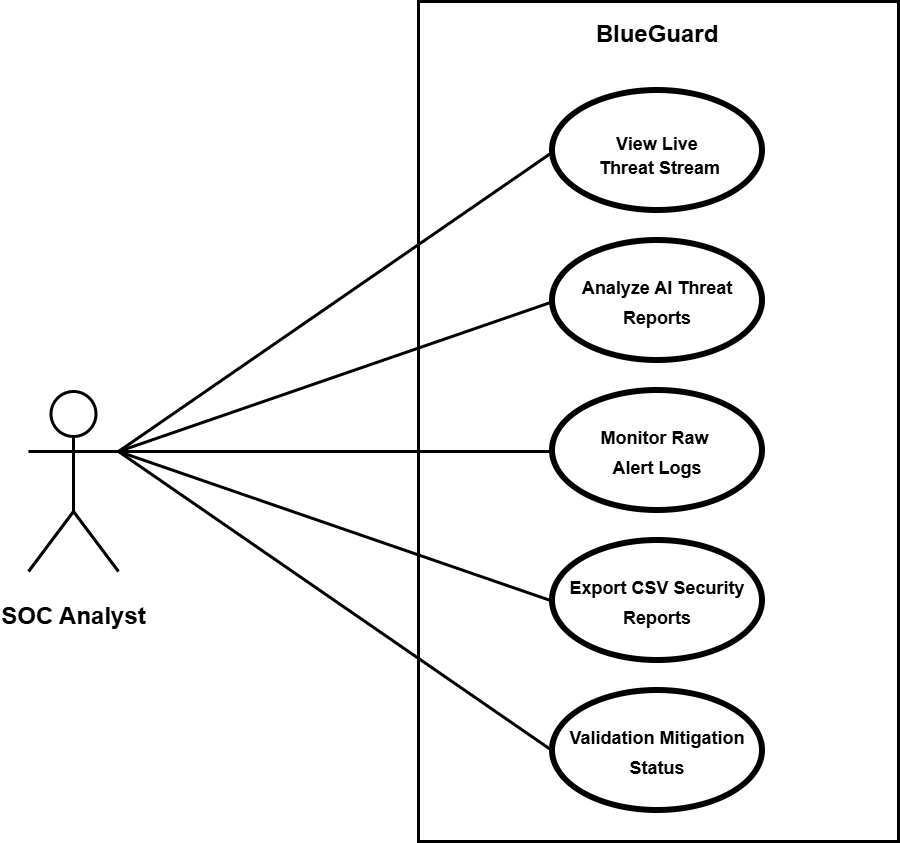 BlueGuard
View Live
Threat Stream
Analyze AI Threat
Reports
Monitor Raw
Alert Logs
Export CSV Security
Reports
SOC Analyst
Validation Mitigation
Status